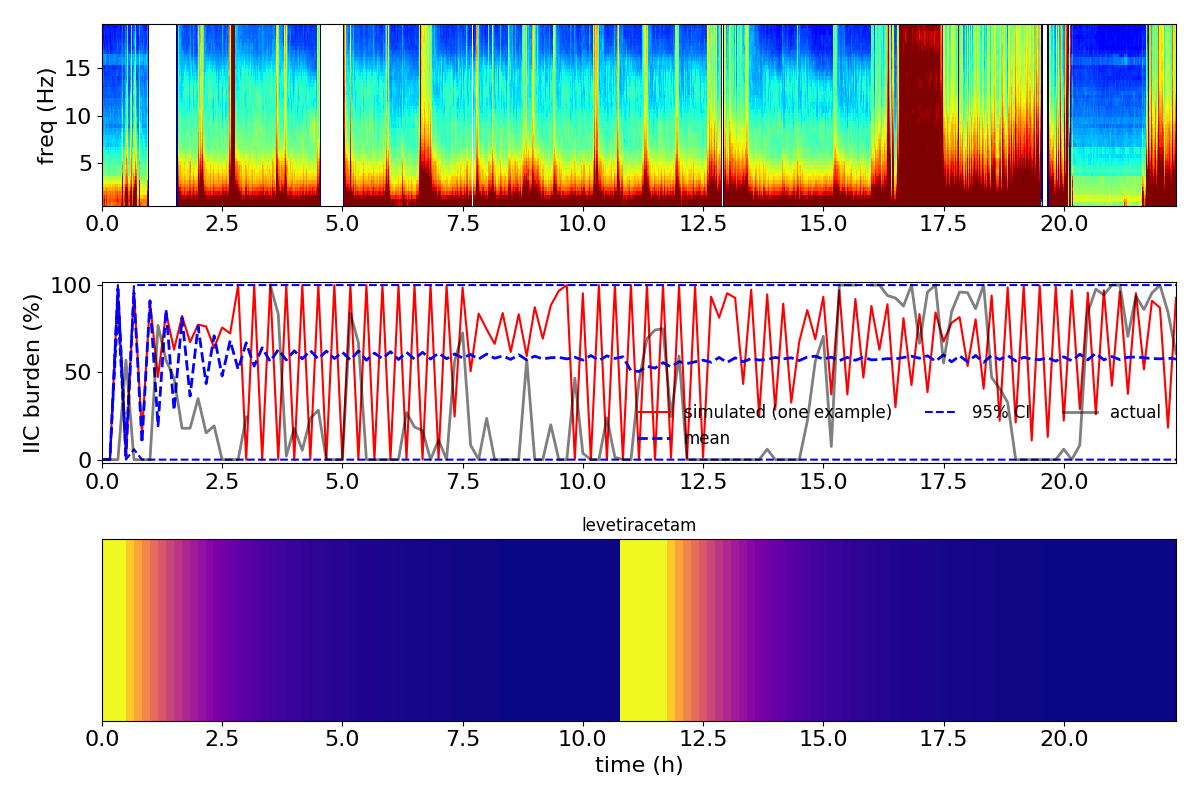 freq (Hz)
15
10
5
0.0 2.5 5.0 7.5 10.0 12.5 15.0 17.5 20.0
IIC burden (%)
100
50
0
simulated (one example) 95% CI actual
mean
0.0 2.5 5.0 7.5 10.0 12.5 15.0 17.5 20.0
levetiracetam
0.0 2.5 5.0 7.5 10.0 12.5 15.0 17.5 20.0
time (h)